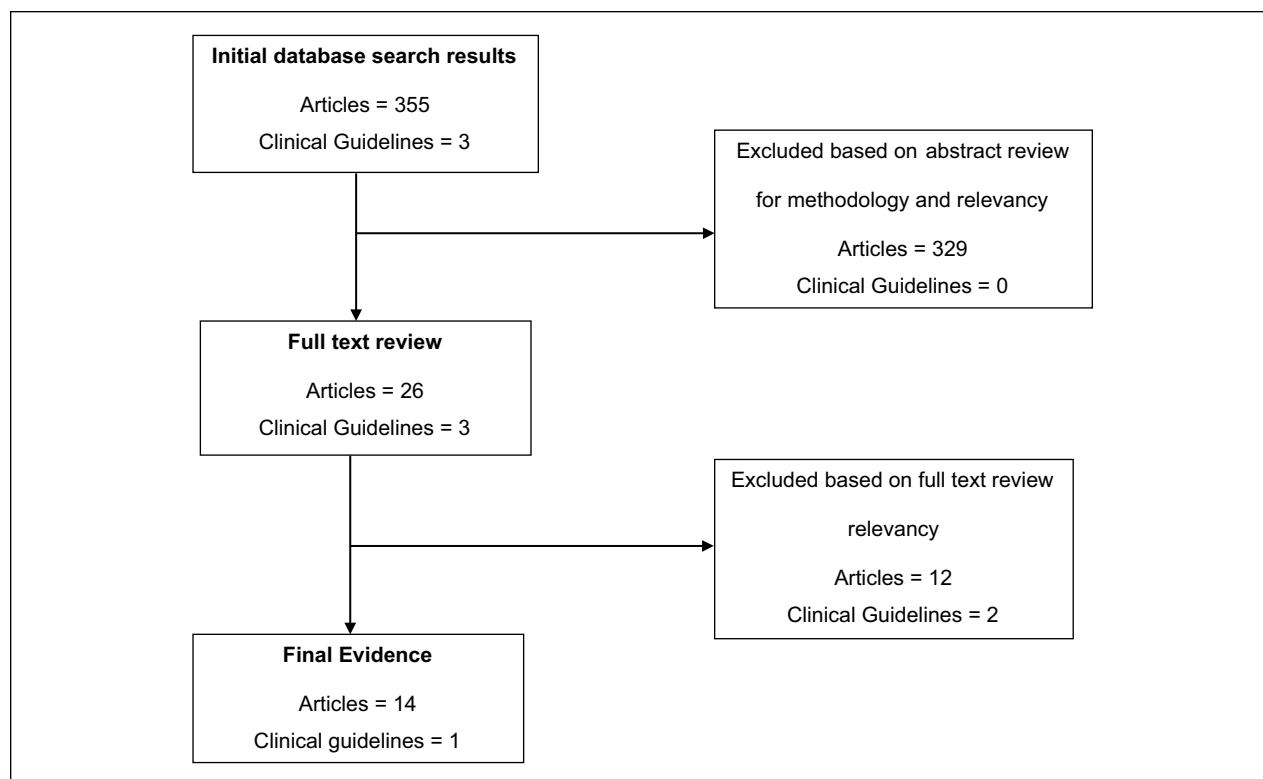 Initial database search results
Articles = 355
Clinical Guidelines = 3
Excluded based on abstract review
for methodology and relevancy
Articles = 329
Clinical Guidelines = 0
Full text review
Articles = 26
Clinical Guidelines = 3
Excluded based on full text review
relevancy
Articles = 12
Clinical Guidelines = 2
Final Evidence
Articles = 14
Clinical guidelines = 1